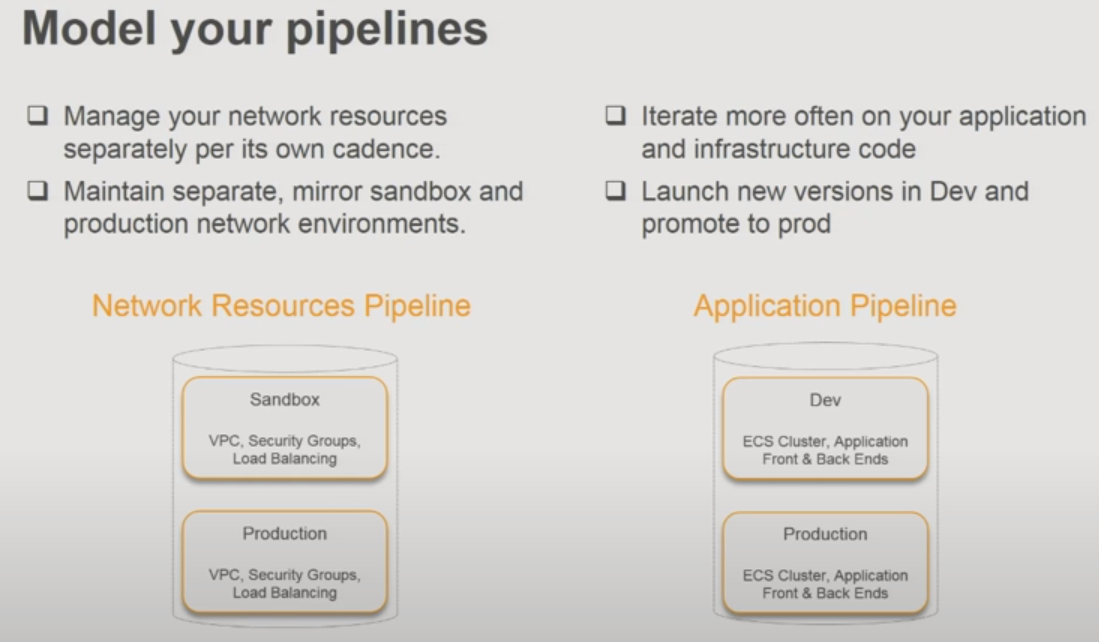 Model your pipelines
Manage your network resources
separately per its own cadence.
Maintain separate, mirror sandbox and
production network environments.
Iterate more often on your application
and infrastructure code
Launch new versions in Dev and
promote to prod
Network Resources Pipeline
Sandbox
VPC, Security Groups,
Load Balancing
Production
VPC, Security Groups,
Load Balancing
Application Pipeline
Dev
ECS Cluster, Application
Front & Back Ends
Production
ECS Cluster, Application
Front & Back Ends